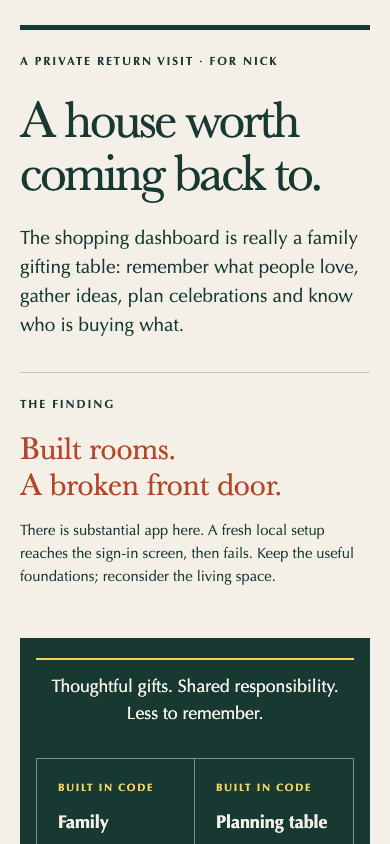 A PRIVATE RETURN VISIT · FOR NICK
A house worth
coming back to.
The shopping dashboard is really a family
gifting table: remember what people love,
gather ideas, plan celebrations and know
who is buying what.
THE FINDING
Built rooms.
A broken front door.
There is substantial app here. A fresh local setup
reaches the sign-in screen, then fails. Keep the useful
foundations; reconsider the living space.
Thoughtful gifts. Shared responsibility.
Less to remember.
BUILT IN CODE
Family
BUILT IN CODE
Planning table